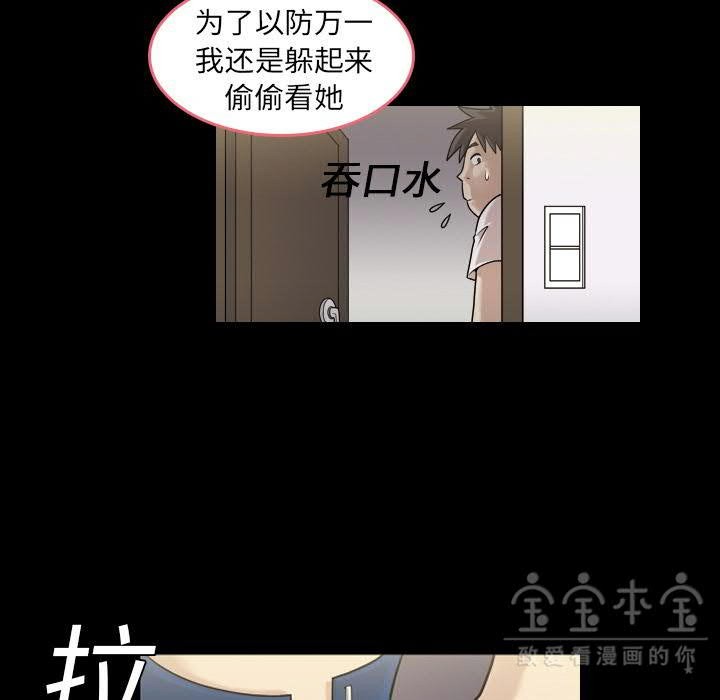 为了以防万一
我还是躲起来
偷偷看她
吞口水
宝宝本宝
致爱看漫画的你
拉